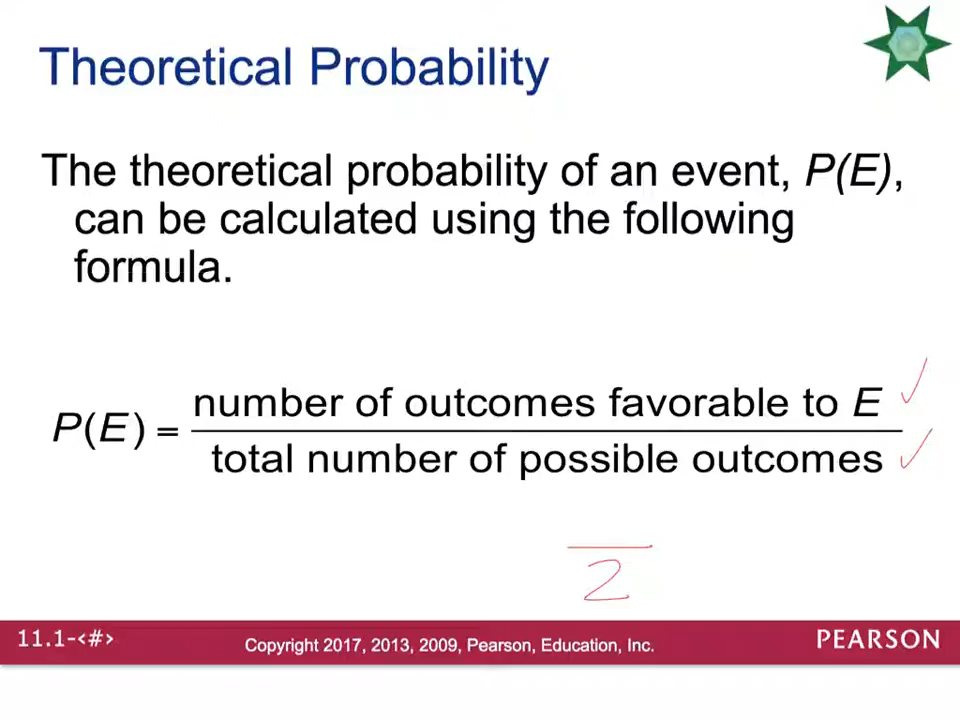 Theoretical Probability
The theoretical probability of an event, P(E),
can be calculated using the following
formula.
number of outcomes favorable to E
P(E) =
total number of possible outcomes
2
11.1-<#>
Copyright 2017, 2013, 2009, Pearson, Education, Inc.
PEARSON